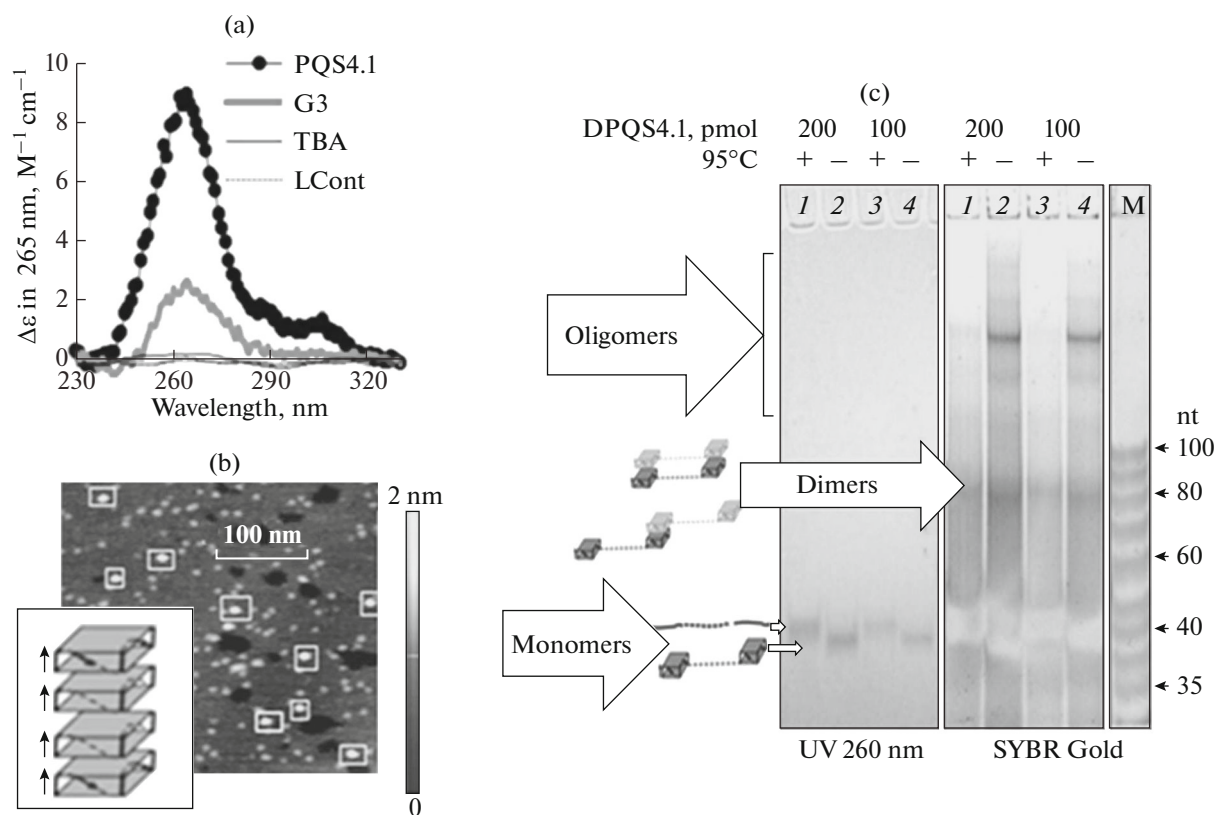 (a)
Δε in 265 nm, M⁻¹ cm⁻¹
10
8
6
4
2
0
230
260
290
320
Wavelength, nm
PQS4.1
G3
TBA
LCont
(b)
2 nm
100 nm
0
(c)
DPQS4.1, pmol 200 100 200 100
95°C + − + − + − + −
1 2 3 4 1 2 3 4 M
Oligomers
nt
100
Dimers
80
60
Monomers
40
35
UV 260 nm SYBR Gold